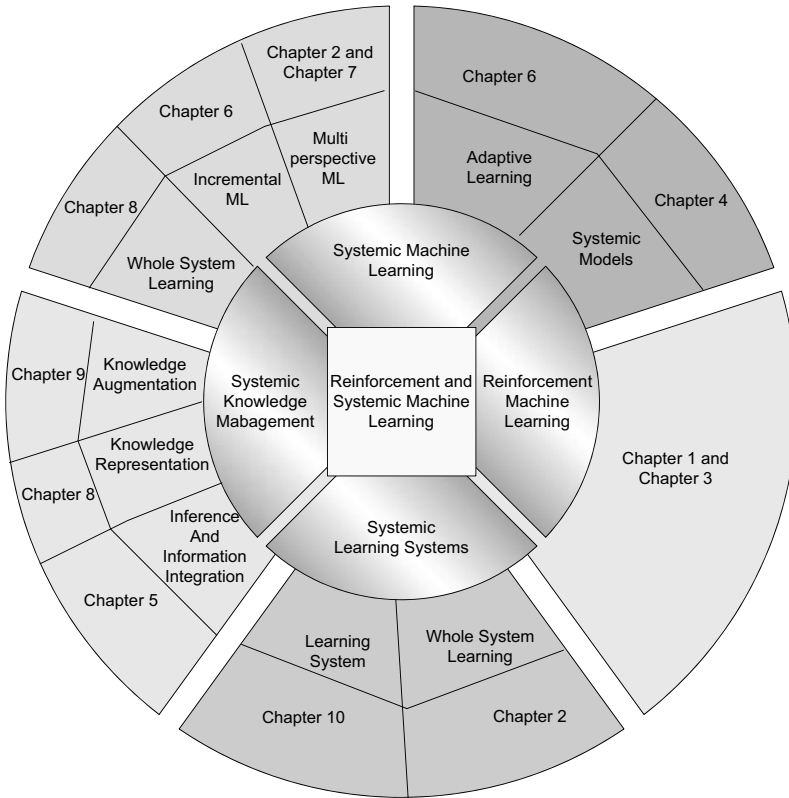 Chapter 2 and
Chapter 7
Chapter 6
Chapter 8
Multi
perspective
ML
Incremental
ML
Whole System
Learning
Chapter 6
Adaptive
Learning
Chapter 4
Systemic
Models
Systemic Machine
Learning
Systemic
Knowledge
Mabagement
Reinforcement and
Systemic Machine
Learning
Reinforcement
Machine
Learning
Systemic
Learning Systems
Chapter 9
Knowledge
Augmentation
Knowledge
Representation
Chapter 8
Inference
And
Information
Integration
Chapter 5
Chapter 1 and
Chapter 3
Learning
System
Whole System
Learning
Chapter 10
Chapter 2